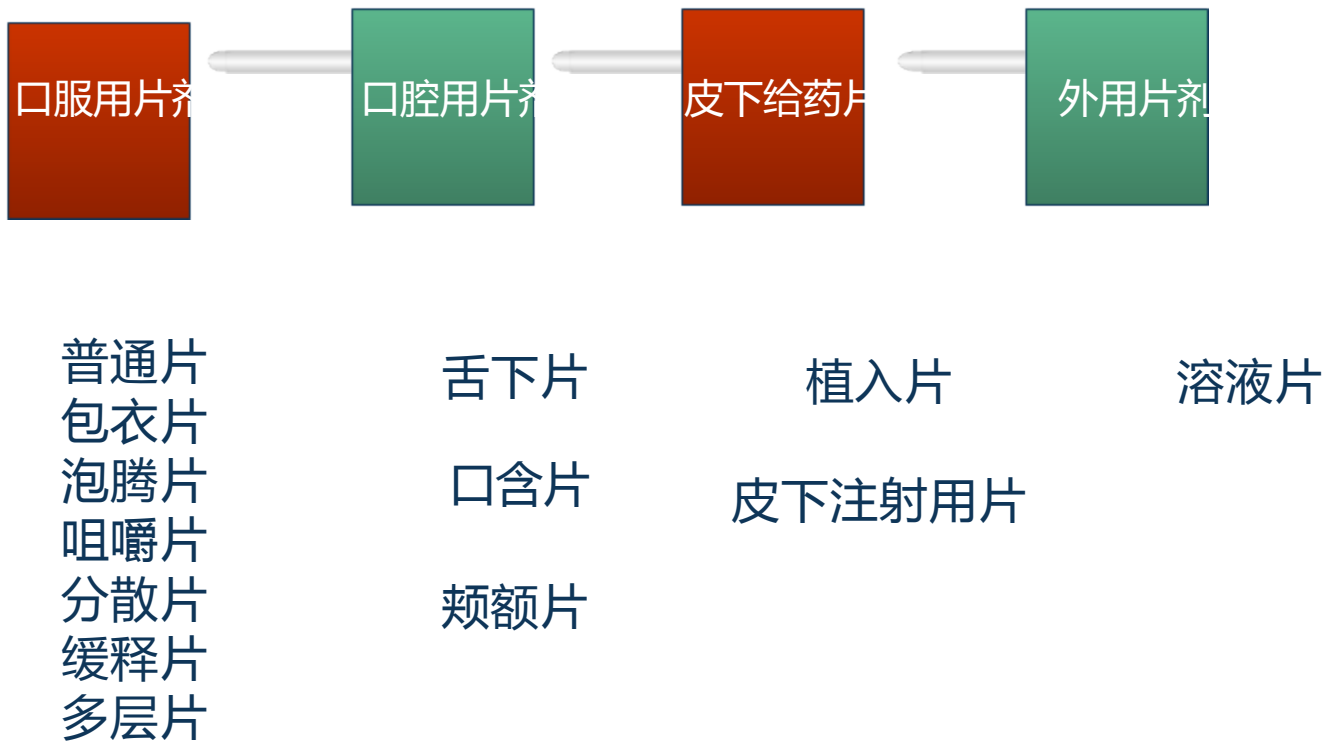 口服用片剂
口腔用片剂
皮下给药片
外用片剂
普通片
包衣片
泡腾片
咀嚼片
分散片
缓释片
多层片
舌下片
口含片
颊额片
植入片
皮下注射用片
溶液片